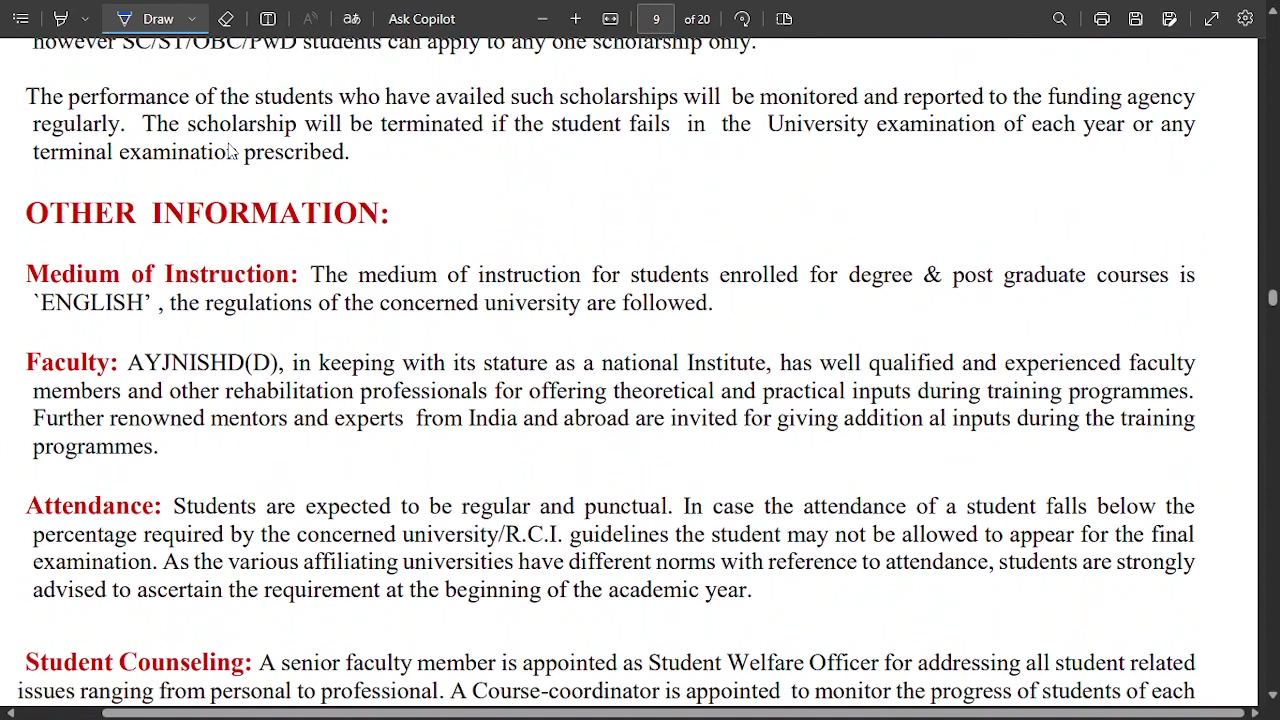 Draw
Ask Copilot
9 of 20
however SC/ST/OBC/PwD students can apply to any one scholarship only.
The performance of the students who have availed such scholarships will be monitored and reported to the funding agency
regularly. The scholarship will be terminated if the student fails in the University examination of each year or any
terminal examination prescribed.
OTHER INFORMATION:
Medium of Instruction: The medium of instruction for students enrolled for degree & post graduate courses is
`ENGLISH’ , the regulations of the concerned university are followed.
Faculty: AYJNISHD(D), in keeping with its stature as a national Institute, has well qualified and experienced faculty
members and other rehabilitation professionals for offering theoretical and practical inputs during training programmes.
Further renowned mentors and experts from India and abroad are invited for giving addition al inputs during the training
programmes.
Attendance: Students are expected to be regular and punctual. In case the attendance of a student falls below the
percentage required by the concerned university/R.C.I. guidelines the student may not be allowed to appear for the final
examination. As the various affiliating universities have different norms with reference to attendance, students are strongly
advised to ascertain the requirement at the beginning of the academic year.
Student Counseling: A senior faculty member is appointed as Student Welfare Officer for addressing all student related
issues ranging from personal to professional. A Course-coordinator is appointed to monitor the progress of students of each